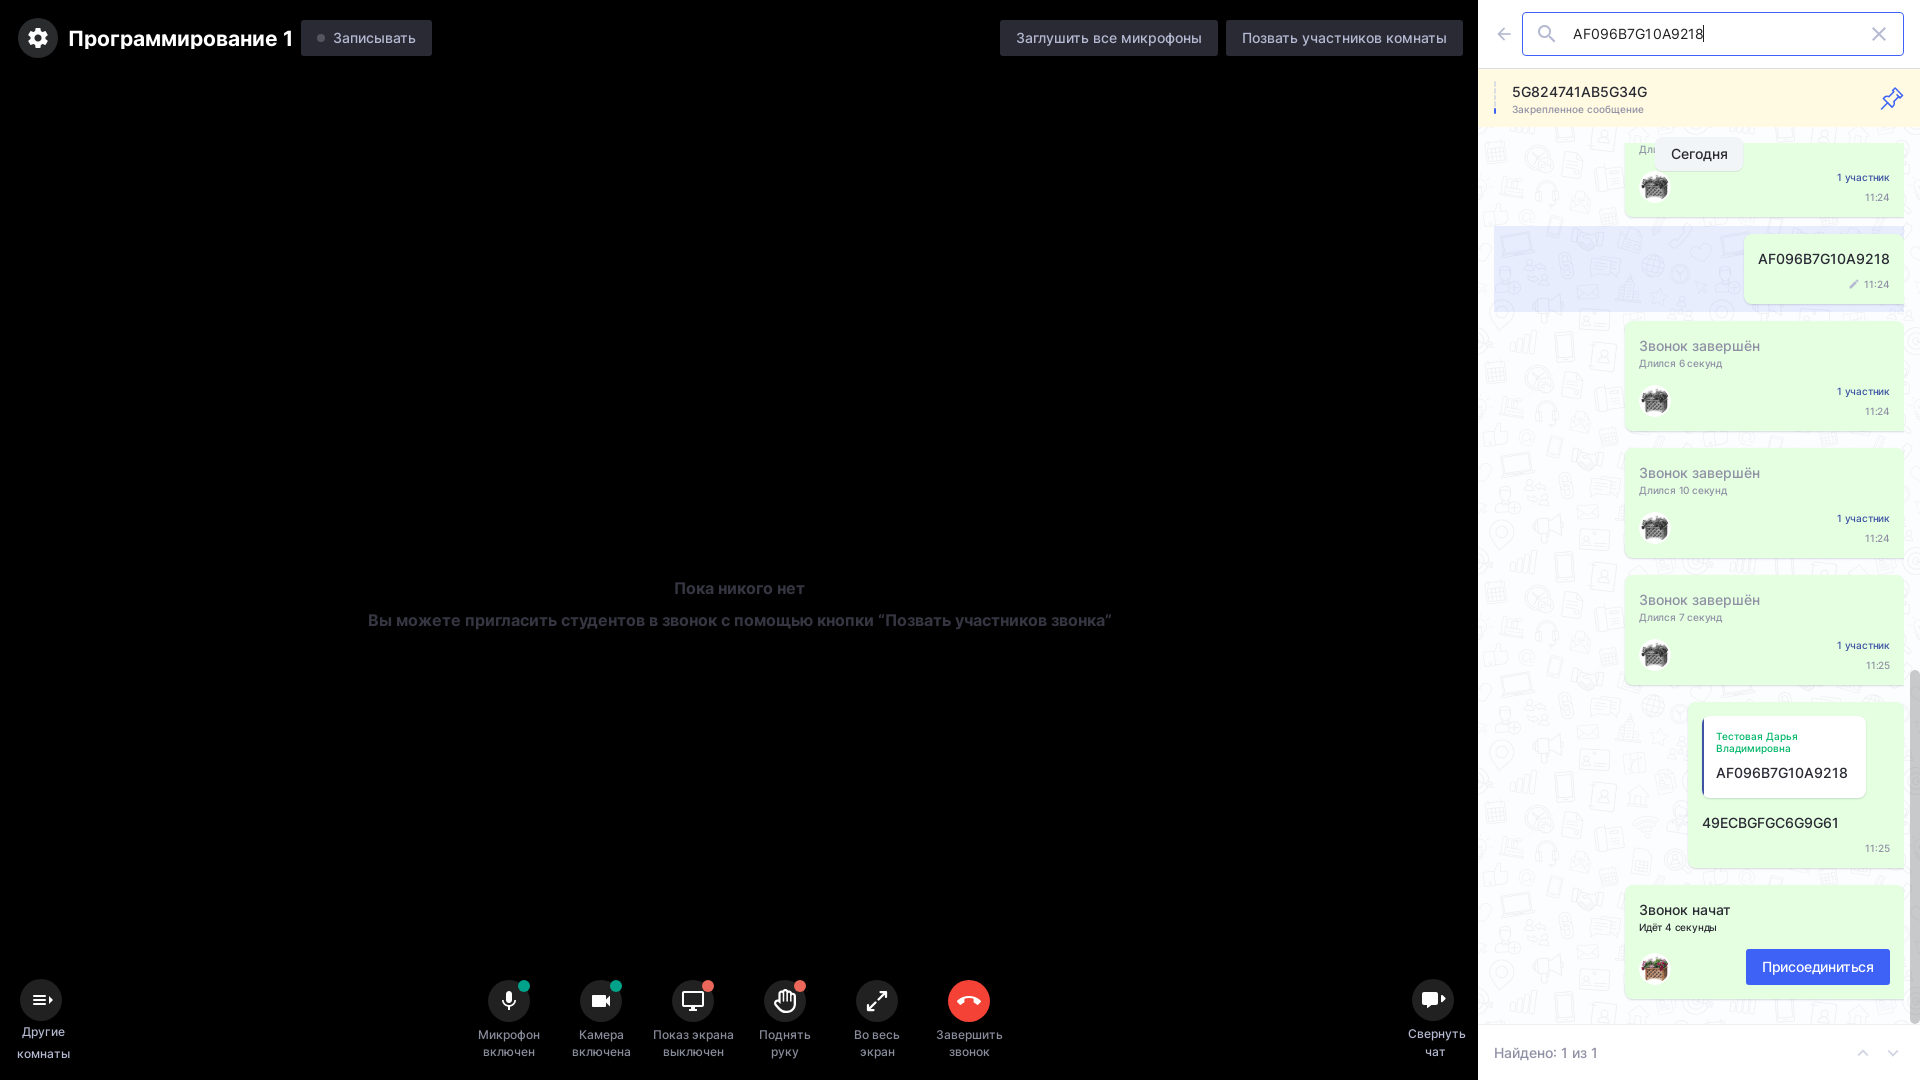 Программирование 1
Записывать
Заглушить все микрофоны
Позвать участников комнаты
Пока никого нет
Вы можете пригласить студентов в звонок с помощью кнопки “Позвать участников звонка”
Другие
комнаты
Микрофон
включен
Камера
включена
Показ экрана
выключен
Поднять
руку
Во весь
экран
Завершить
звонок
Свернуть
чат
AF096B7G10A9218
5G824741AB5G34G
Закрепленное сообщение
Сегодня
1 участник
11:24
AF096B7G10A9218
11:24
Звонок завершён
Длился 6 секунд
1 участник
11:24
Звонок завершён
Длился 10 секунд
1 участник
11:24
Звонок завершён
Длился 7 секунд
1 участник
11:25
Тестовая Дарья
Владимировна
AF096B7G10A9218
49ECBGFGC6G9G61
11:25
Звонок начат
Идёт 4 секунды
Присоединиться
Найдено: 1 из 1